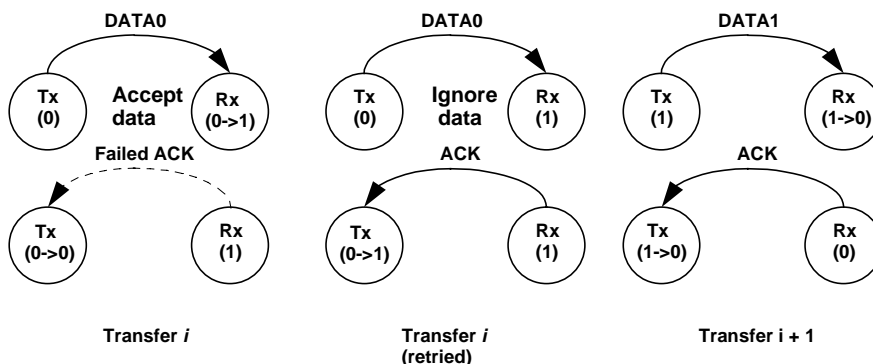 DATA0
Tx
(0)
Accept
data
Rx
(0->1)
Failed ACK
Tx
(0->0)
Rx
(1)
Transfer i
DATA0
Tx
(0)
Ignore
data
Rx
(1)
ACK
Tx
(0->1)
Rx
(1)
Transfer i
(retried)
DATA1
Tx
(1)
Rx
(1->0)
ACK
Tx
(1->0)
Rx
(0)
Transfer i + 1